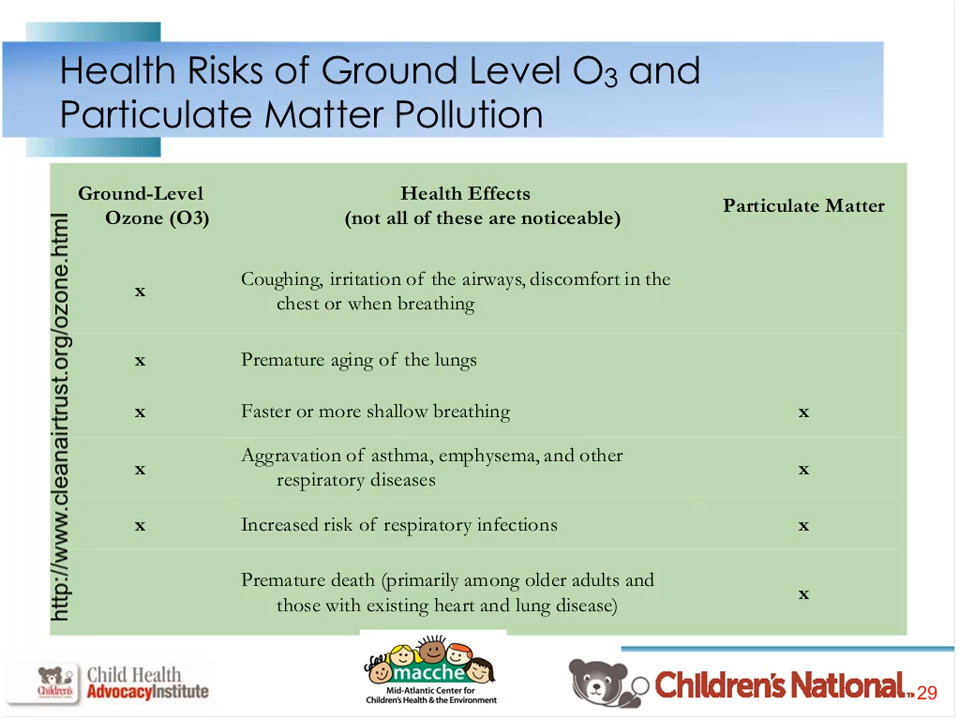 Health Risks of Ground Level O3 and
Particulate Matter Pollution
http://www.cleanairtrust.org/ozone.html
Ground-Level
Ozone (O3)
Health Effects
(not all of these are noticeable)
Particulate Matter
x
Coughing, irritation of the airways, discomfort in the
chest or when breathing
x Premature aging of the lungs
x Faster or more shallow breathing x
x
Aggravation of asthma, emphysema, and other
respiratory diseases
x
x Increased risk of respiratory infections x
Premature death (primarily among older adults and
those with existing heart and lung disease)
x
Children's
Child Health
AdvocacyInstitute
macche
Mid-Atlantic Center for
Children's Health & the Environment
Children's National
TM
29